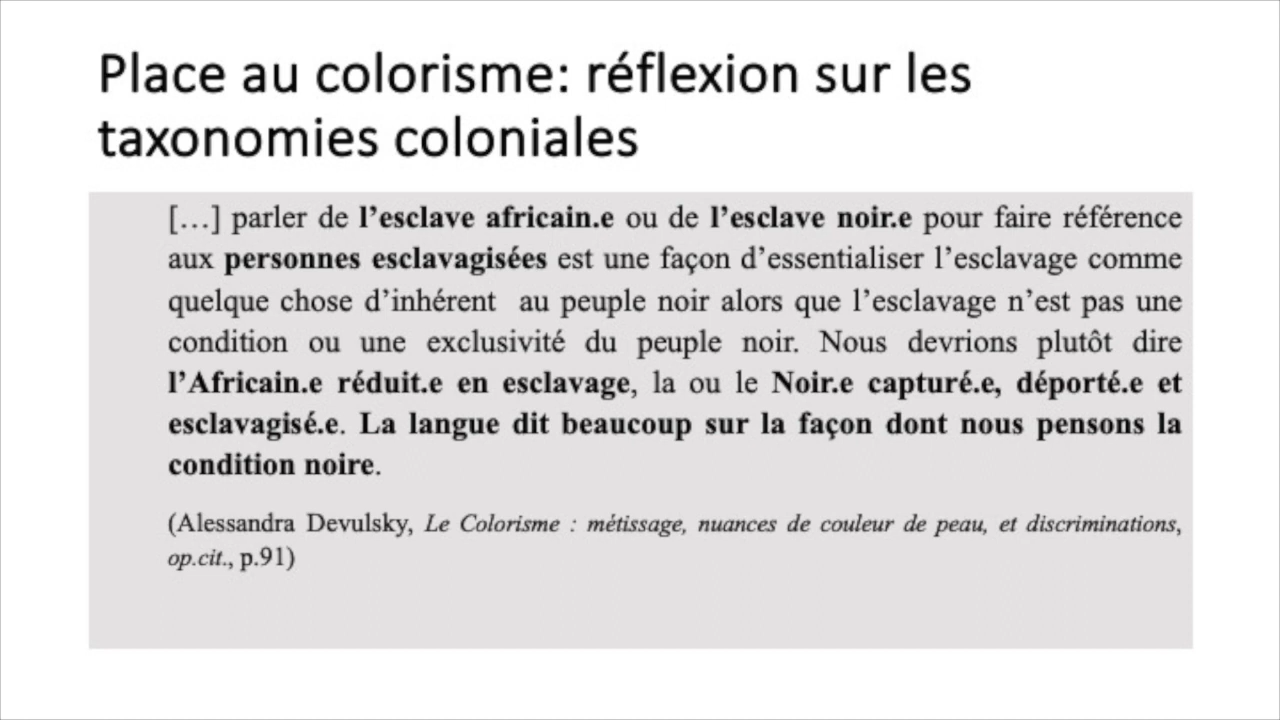 Place au colorisme: réflexion sur les
taxonomies coloniales
[…] parler de l’esclave africain.e ou de l’esclave noir.e pour faire référence
aux personnes esclavagisées est une façon d’essentialiser l’esclavage comme
quelque chose d’inhérent au peuple noir alors que l’esclavage n’est pas une
condition ou une exclusivité du peuple noir. Nous devrions plutôt dire
l’Africain.e réduit.e en esclavage, la ou le Noir.e capturé.e, déporté.e et
esclavagisé.e. La langue dit beaucoup sur la façon dont nous pensons la
condition noire.
(Alessandra Devulsky, Le Colorisme : métissage, nuances de couleur de peau, et discriminations,
op.cit., p.91)